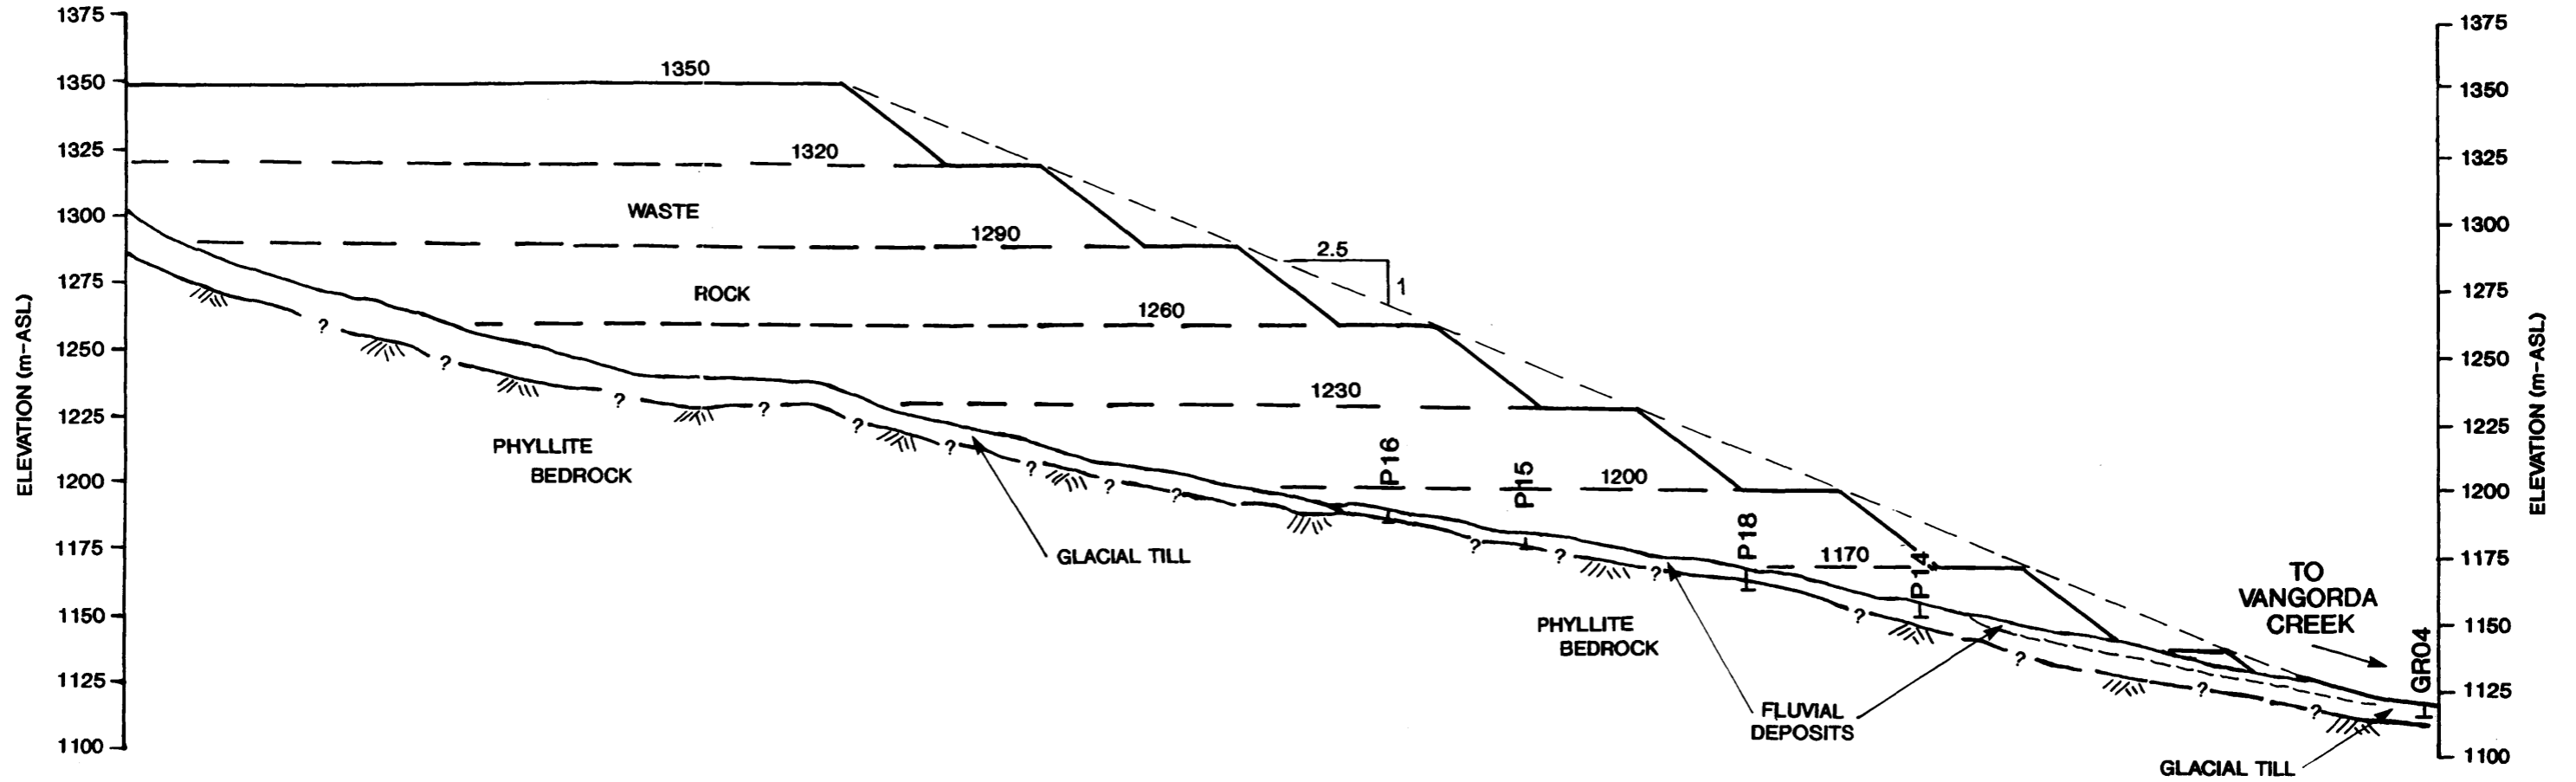 1375
1350
1325
1300
1275
1250
1225
1200
1175
1150
1125
1100
ELEVATION (m-ASL)
1350
1320
WASTE
1290
ROCK
1260
1230
1200
1170
2.5
1
PHYLLITE
BEDROCK
GLACIAL TILL
P16
P15
P18
P14
PHYLLITE
BEDROCK
FLUVIAL
DEPOSITS
TO
VANGORDA
CREEK
GR04
GLACIAL TILL
? ? ? ? ? ? ? ? ? ? ? ? ? ? ? ? ?
1375
1350
1325
1300
1275
1250
1225
1200
1175
1150
1125
1100
ELEVATION (m-ASL)